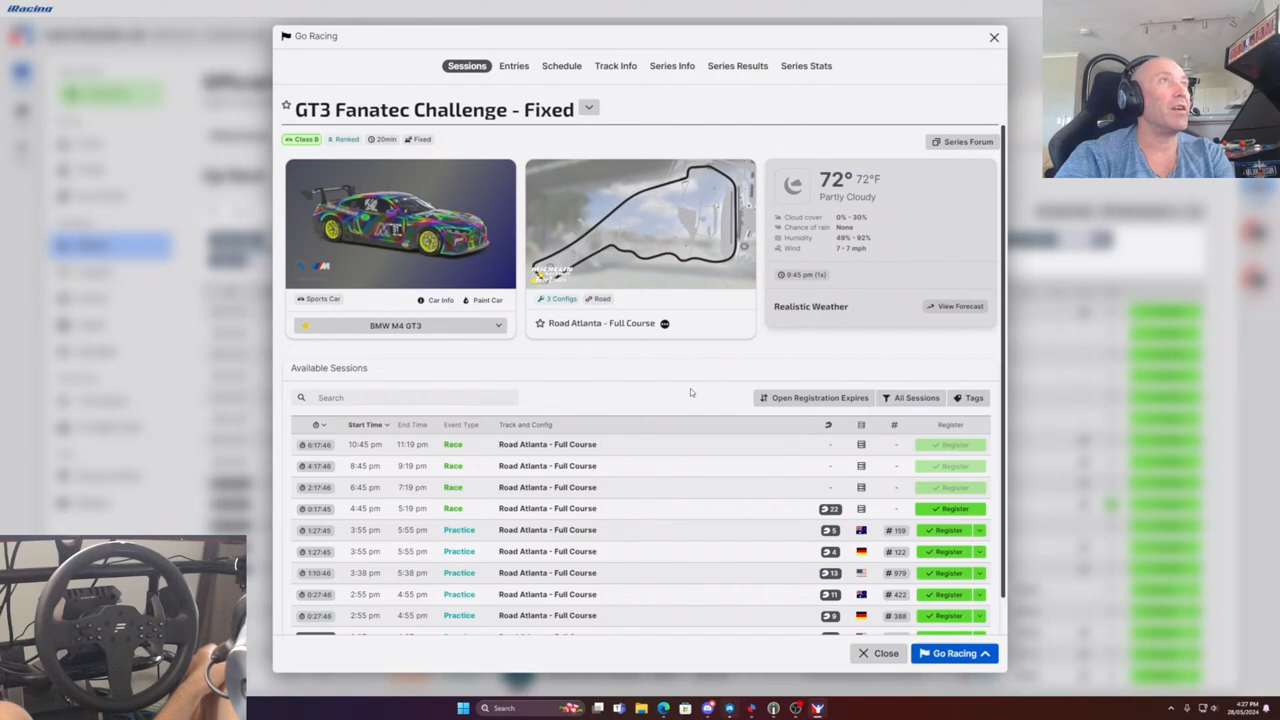 iRacing
Go Racing
Sessions Entries Schedule Track Info Series Info Series Results Series Stats
GT3 Fanatec Challenge - Fixed
Class B Ranked 20min Fixed
Series Forum
72° 72°F
Partly Cloudy
Cloud cover 0% - 30%
Chance of rain None
Humidity 49% - 92%
Wind 7 - 7 mph
9:45 pm (1x)
Realistic Weather View Forecast
Sports Car Car Info Paint Car
BMW M4 GT3
3 Configs Road
Road Atlanta - Full Course
Available Sessions
Search Open Registration Expires All Sessions Tags
Start Time End Time Event Type Track and Config # Register
6:17:46 10:45 pm 11:19 pm Race Road Atlanta - Full Course - - Register
4:17:46 8:45 pm 9:19 pm Race Road Atlanta - Full Course - - Register
2:17:46 6:45 pm 7:19 pm Race Road Atlanta - Full Course - - Register
0:17:45 4:45 pm 5:19 pm Race Road Atlanta - Full Course 22 - Register
1:27:45 3:55 pm 5:55 pm Practice Road Atlanta - Full Course 5 # 159 Register
1:27:45 3:55 pm 5:55 pm Practice Road Atlanta - Full Course 4 # 122 Register
1:10:46 3:38 pm 5:38 pm Practice Road Atlanta - Full Course 13 # 979 Register
0:27:46 2:55 pm 4:55 pm Practice Road Atlanta - Full Course 11 # 422 Register
0:27:46 2:55 pm 4:55 pm Practice Road Atlanta - Full Course 9 # 388 Register
Close Go Racing
Search
4:27 PM
28/05/2024